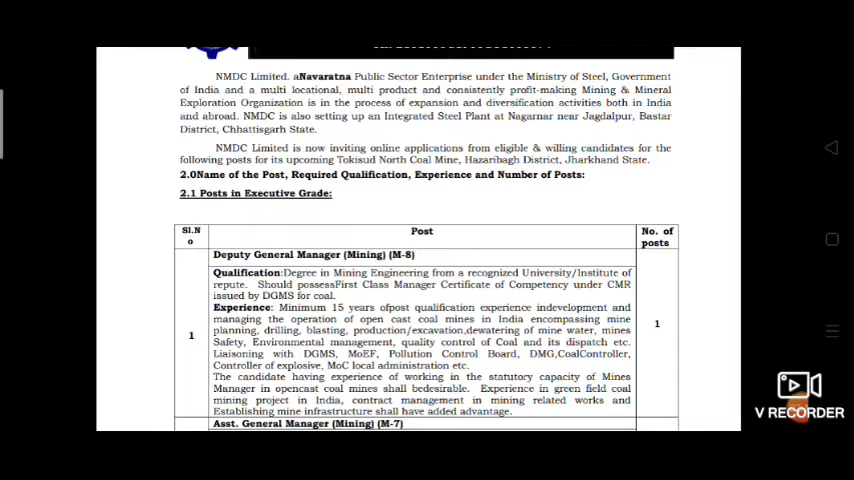 NMDC Limited. aNavaratna Public Sector Enterprise under the Ministry of Steel, Government
of India and a multi locational, multi product and consistently profit-making Mining & Mineral
Exploration Organization is in the process of expansion and diversification activities both in India
and abroad. NMDC is also setting up an Integrated Steel Plant at Nagarnar near Jagdalpur, Bastar
District, Chhattisgarh State.
NMDC Limited is now inviting online applications from eligible & willing candidates for the
following posts for its upcoming Tokisud North Coal Mine, Hazaribagh District, Jharkhand State.
2.0Name of the Post, Required Qualification, Experience and Number of Posts:
2.1 Posts in Executive Grade:
Sl.N
o
Post
No. of
posts
Deputy General Manager (Mining) (M-8)
Qualification:Degree in Mining Engineering from a recognized University/Institute of
repute. Should possessFirst Class Manager Certificate of Competency under CMR
issued by DGMS for coal.
Experience: Minimum 15 years ofpost qualification experience indevelopment and
managing the operation of open cast coal mines in India encompassing mine
planning, drilling, blasting, production/excavation,dewatering of mine water, mines
Safety, Environmental management, quality control of Coal and its dispatch etc.
Liaisoning with DGMS, MoEF, Pollution Control Board, DMG,CoalController,
Controller of explosive, MoC local administration etc.
The candidate having experience of working in the statutory capacity of Mines
Manager in opencast coal mines shall bedesirable. Experience in green field coal
mining project in India, contract management in mining related works and
Establishing mine infrastructure shall have added advantage.
1
1
Asst. General Manager (Mining) (M-7)
V RECORDER